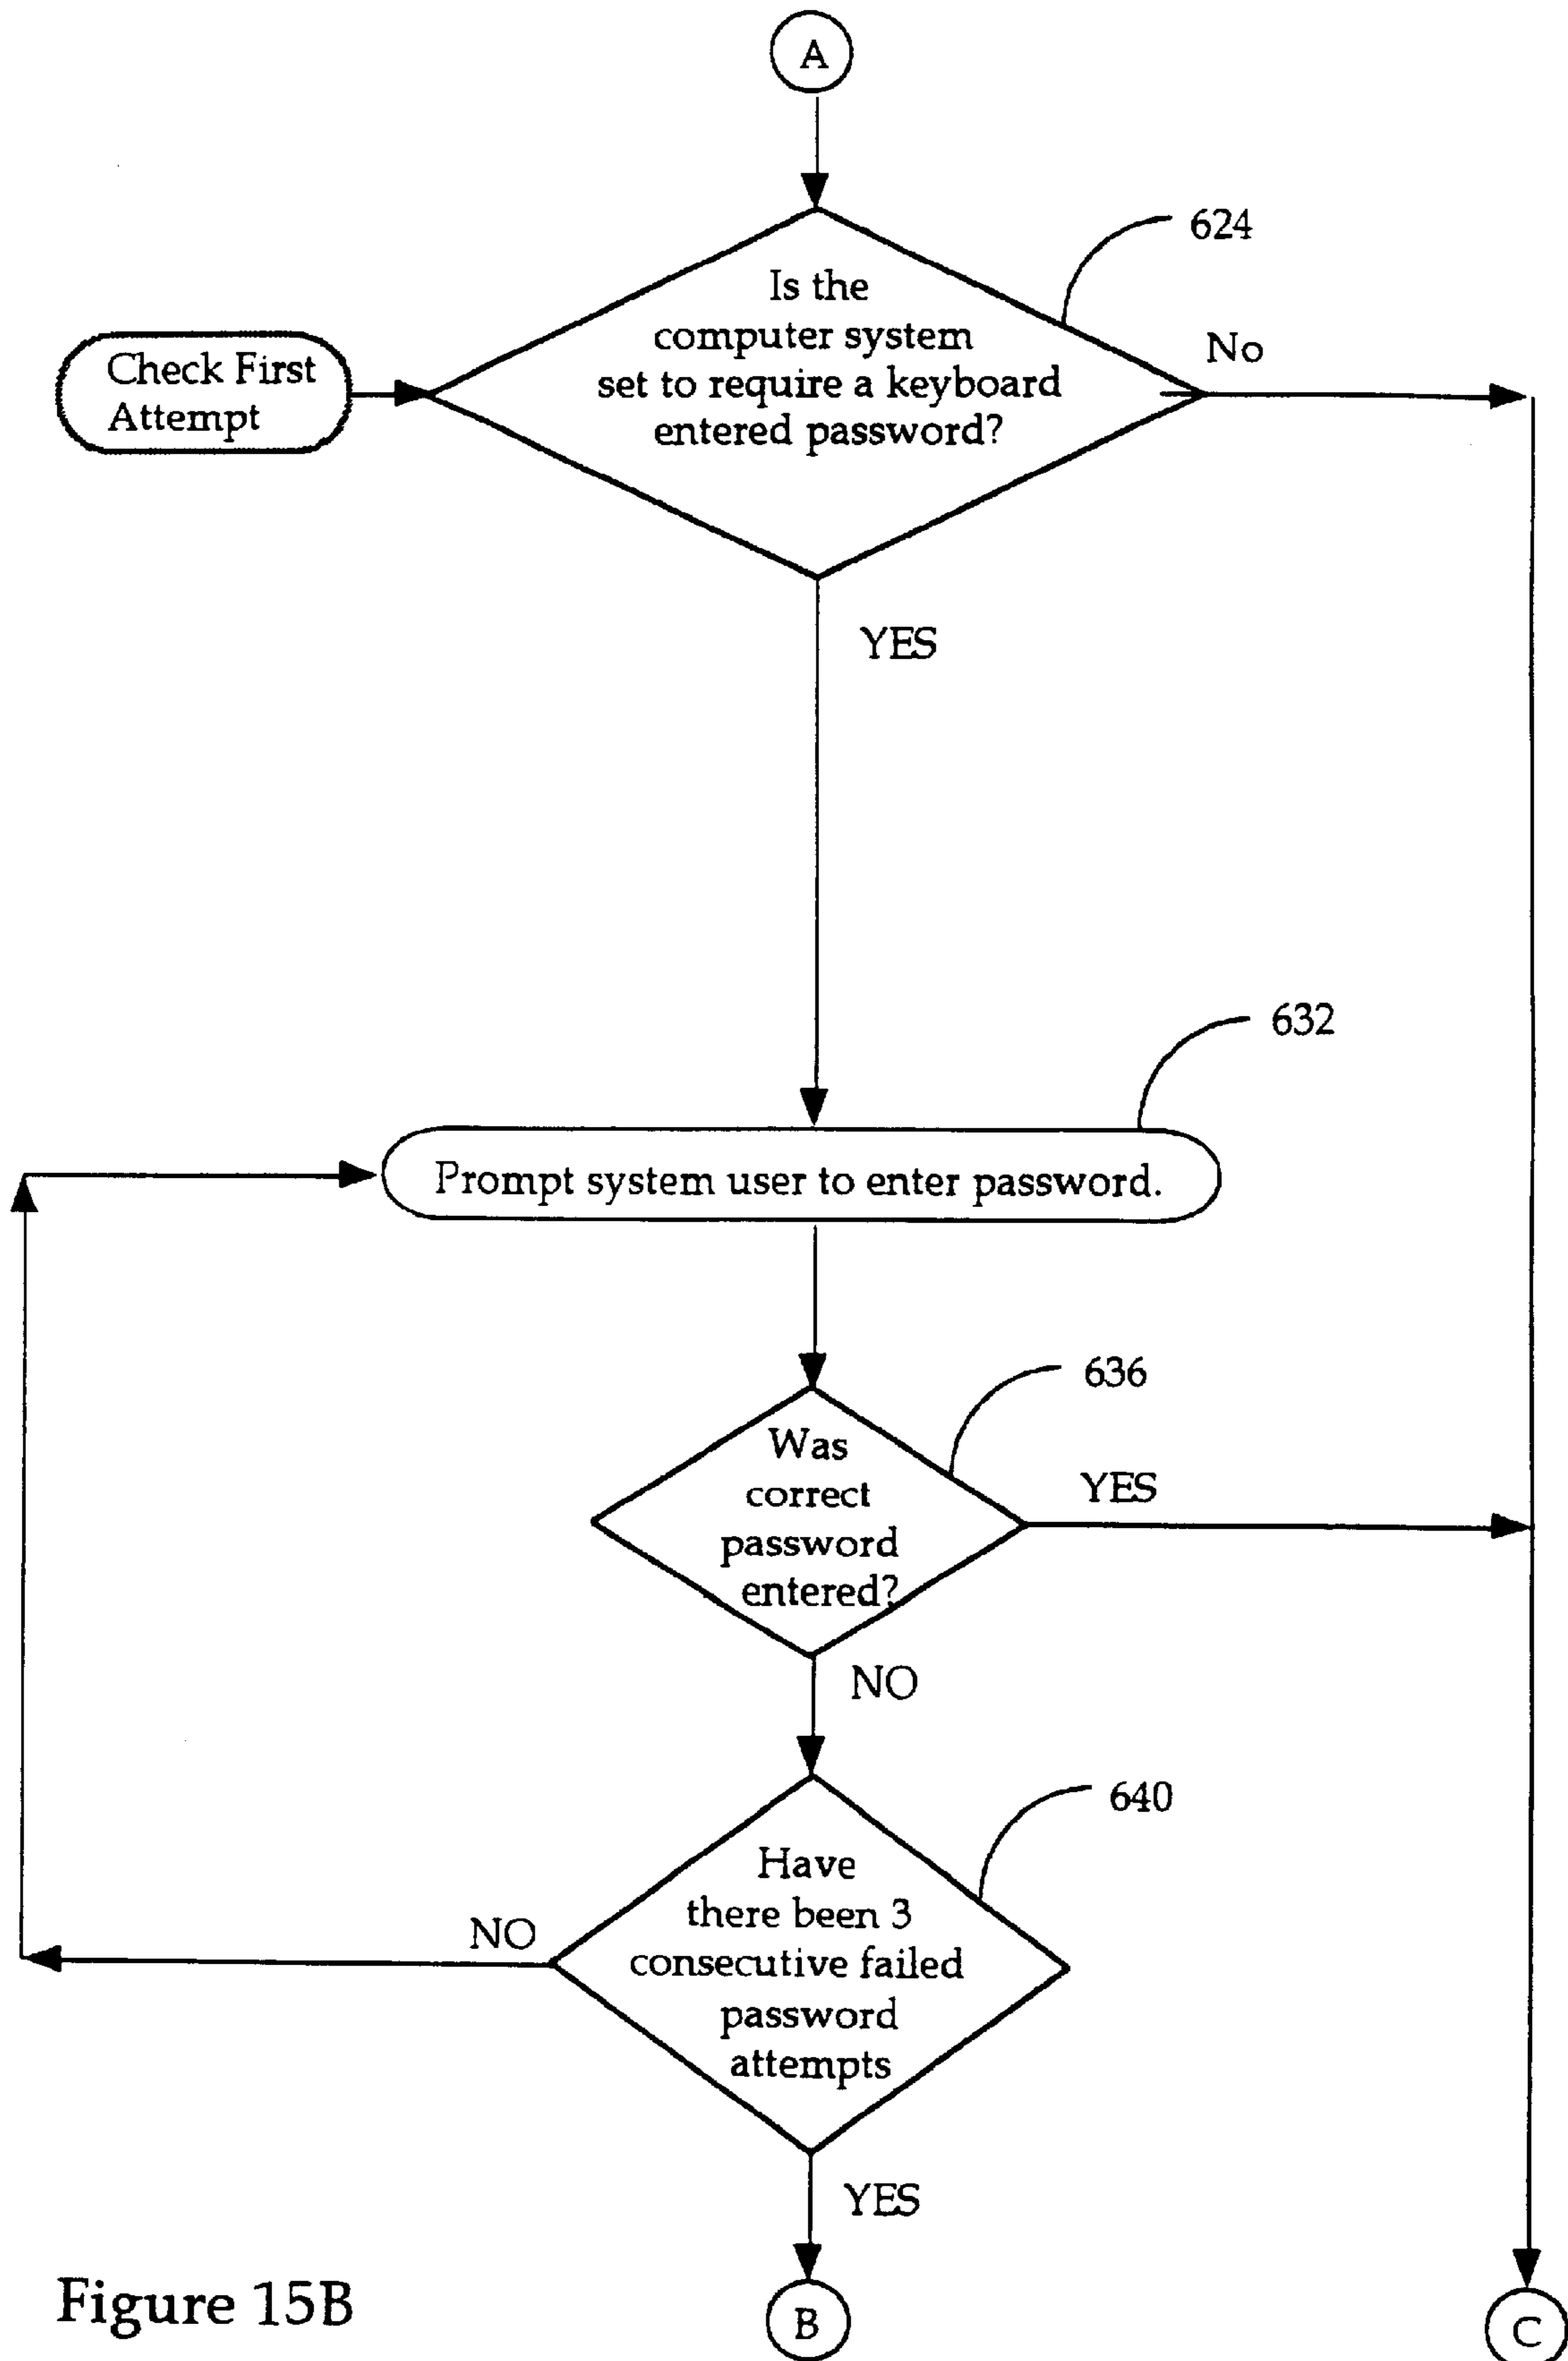 A
624
Is the
computer system
set to require a keyboard
entered password?
No
Check First
Attempt
YES
632
Prompt system user to enter password.
636
Was
correct
password
entered?
YES
NO
640
Have
there been 3
consecutive failed
password
attempts
NO
YES
Figure 15B
B
C